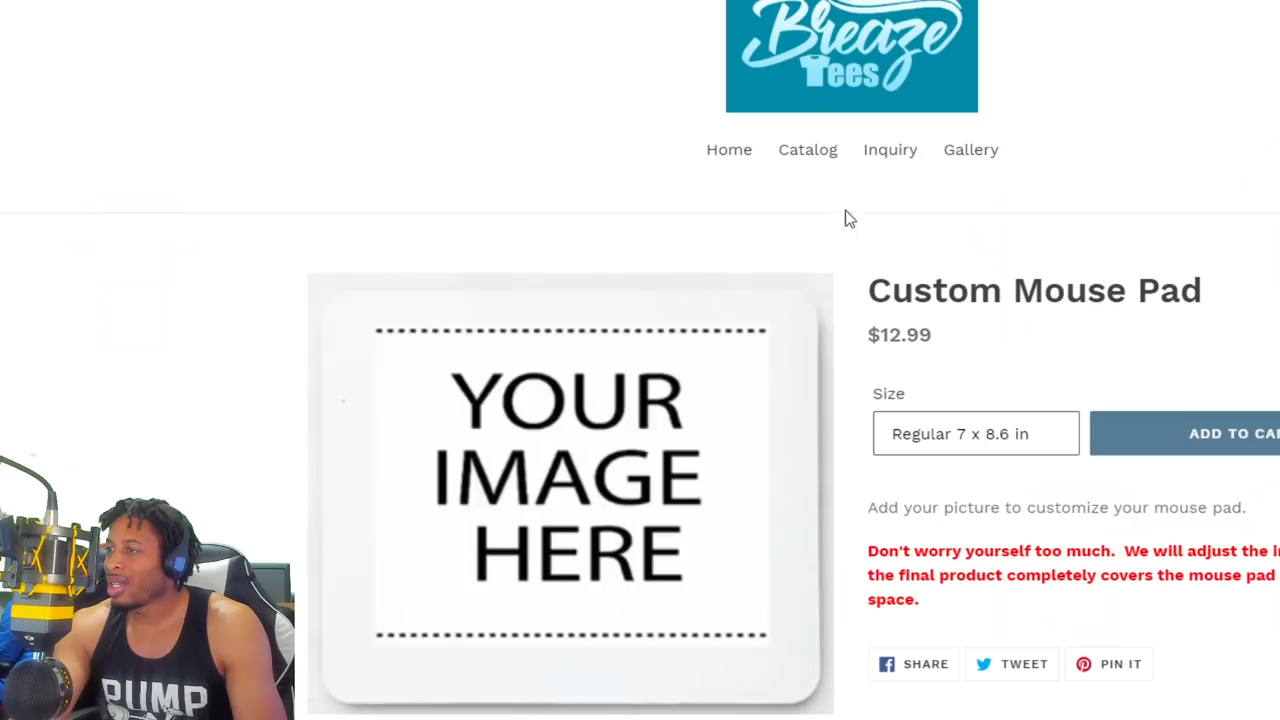 Breaze
Tees
Home Catalog Inquiry Gallery
Custom Mouse Pad
$12.99
Size
Regular 7 x 8.6 in
ADD TO CA
YOUR
IMAGE
HERE
Add your picture to customize your mouse pad.
Don't worry yourself too much. We will adjust the i
the final product completely covers the mouse pad
space.
SHARE TWEET PIN IT
PUMP